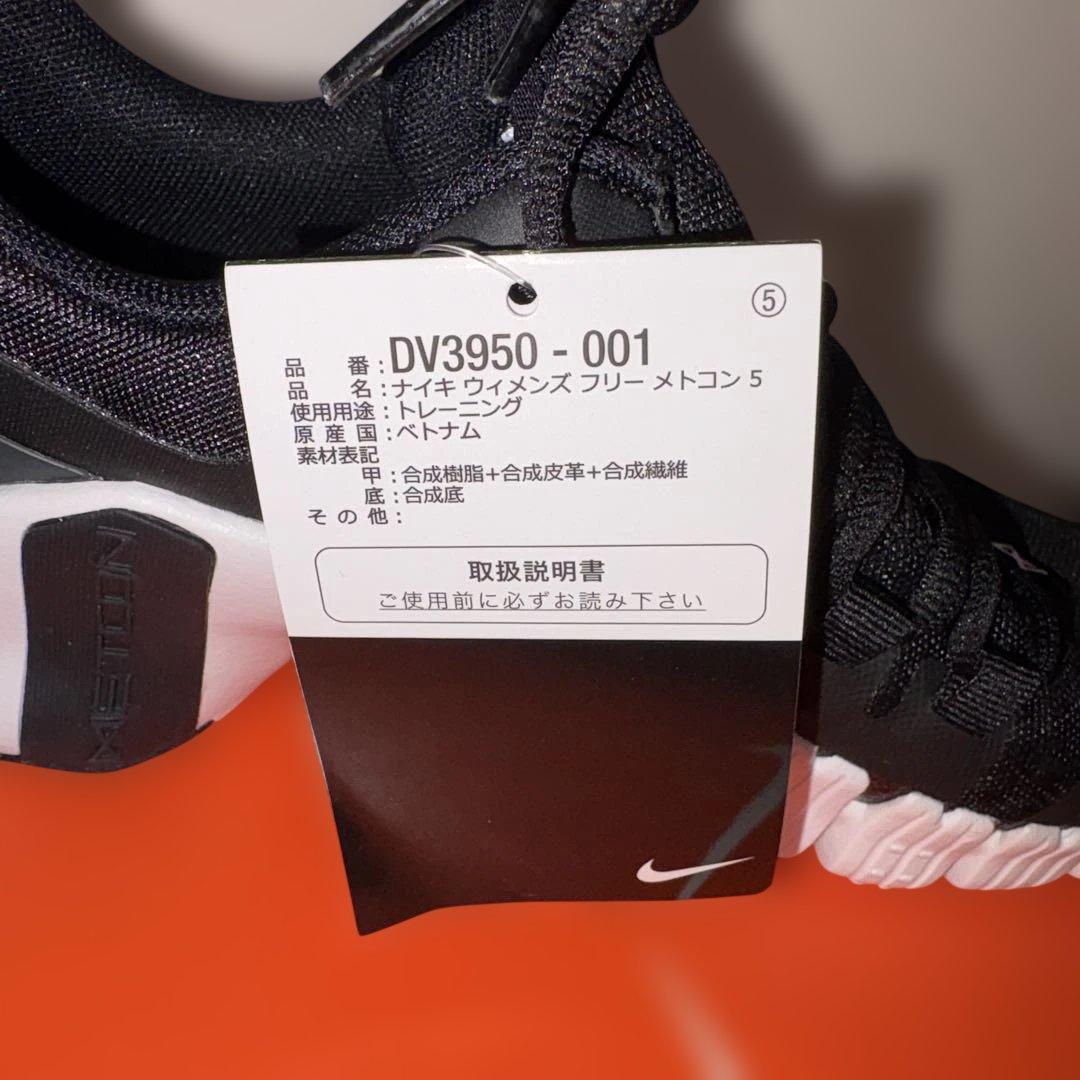 ⑤
品番：DV3950 - 001
品名：ナイキ ウィメンズ フリー メトコン 5
使用用途：トレーニング
原産国：ベトナム
素材表記
甲：合成樹脂+合成皮革+合成繊維
底：合成底
その他：
取扱説明書
ご使用前に必ずお読み下さい
METCON